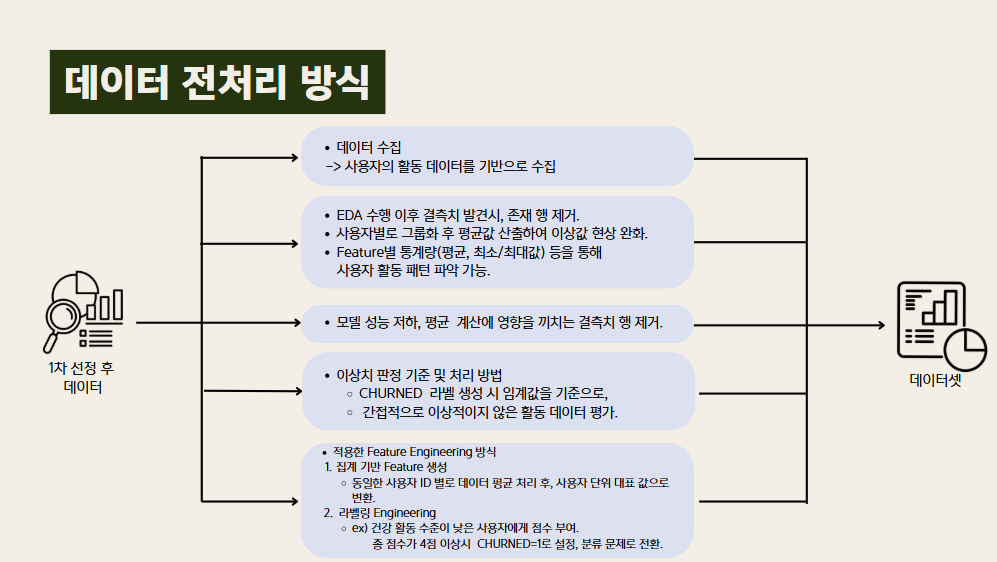 데이터 전처리 방식
• 데이터 수집
-> 사용자의 활동 데이터를 기반으로 수집
• EDA 수행 이후 결측치 발견시, 존재 행 제거.
• 사용자별로 그룹화 후 평균값 산출하여 이상값 현상 완화.
• Feature별 통계량(평균, 최소/최대값) 등을 통해
사용자 활동 패턴 파악 가능.
1차 선정 후
데이터
• 모델 성능 저하, 평균 계산에 영향을 끼치는 결측치 행 제거.
• 이상치 판정 기준 및 처리 방법
◦ CHURNED 라벨 생성 시 임계값을 기준으로,
◦ 간접적으로 이상적이지 않은 활동 데이터 평가.
데이터셋
• 적용한 Feature Engineering 방식
1. 집계 기반 Feature 생성
◦ 동일한 사용자 ID 별로 데이터 평균 처리 후, 사용자 단위 대표 값으로
변환.
2. 라벨링 Engineering
◦ ex) 건강 활동 수준이 낮은 사용자에게 점수 부여.
총 점수가 4점 이상시 CHURNED=1로 설정, 분류 문제로 전환.